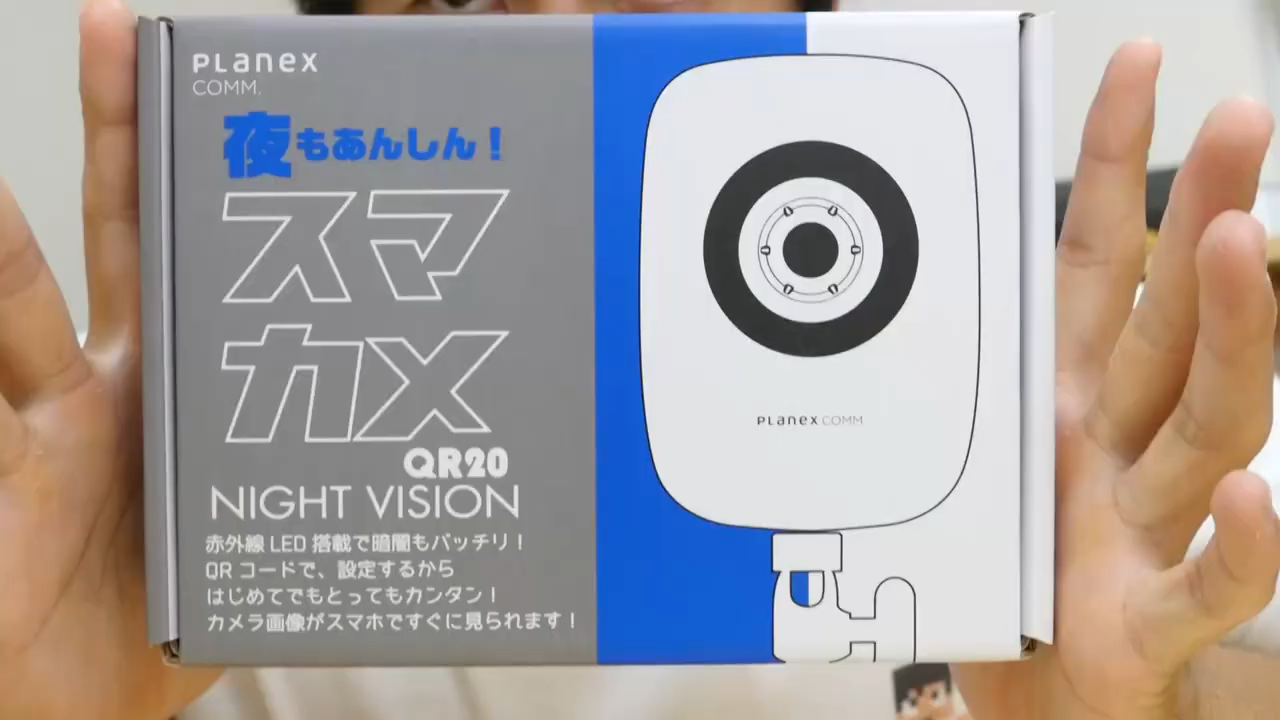 PLANEX
COMM.
夜もあんしん！
スマ
カメ
QR20
NIGHT VISION
赤外線 LED 搭載で暗闇もバッチリ！
QR コードで、設定するから
はじめてでもとってもカンタン！
カメラ画像がスマホですぐに見られます！
PLANEX COMM